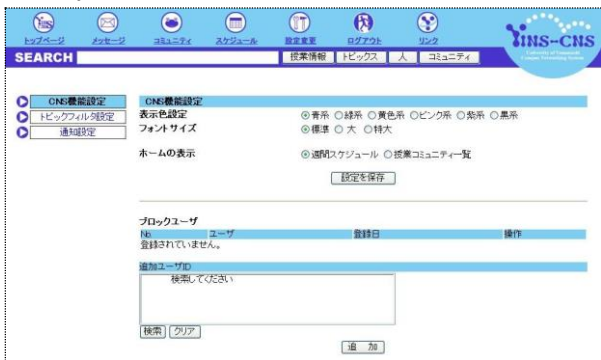 トップページ メッセージ コミュニティ スケジュール 設定変更 ログアウト リンク
YINS-CNS
SEARCH 授業情報 トピックス 人 コミュニティ
CNS機能設定
トピックフィルタ設定
通知設定
CNS機能設定
表示色設定 青系 緑系 黄色系 ピンク系 紫系 黒系
フォントサイズ 標準 大 特大
ホームの表示 週間スケジュール 授業コミュニティ一覧
設定を保存
ブロックユーザ
No ユーザ 登録日 操作
登録されていません。
追加ユーザID
検索してください
検索 クリア
追 加